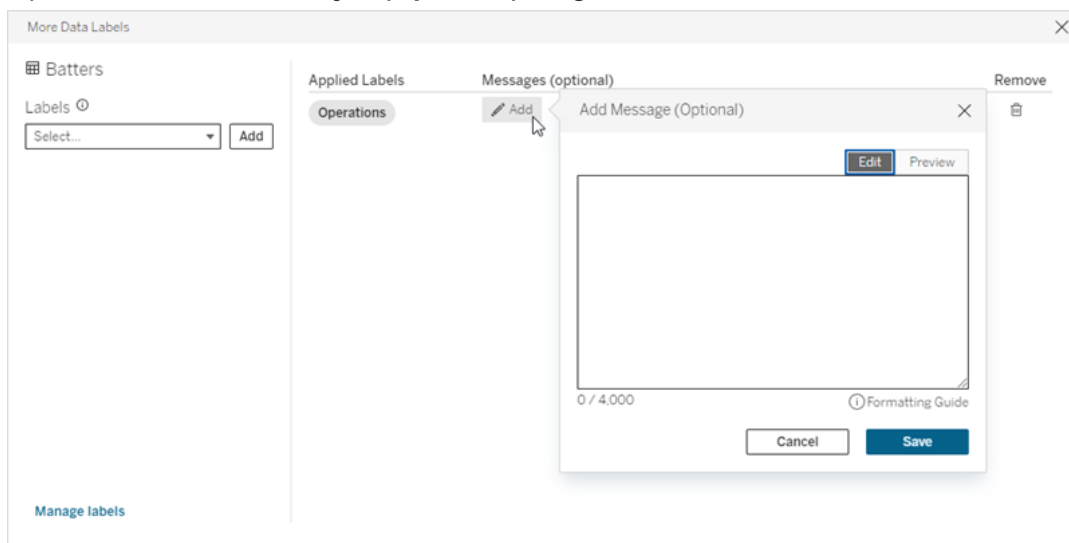 More Data Labels
Batters
Labels
Select...
Add
Manage labels
Applied Labels Messages (optional) Remove
Operations
Add
Add Message (Optional)
Edit Preview
0 / 4,000
Formatting Guide
Cancel Save